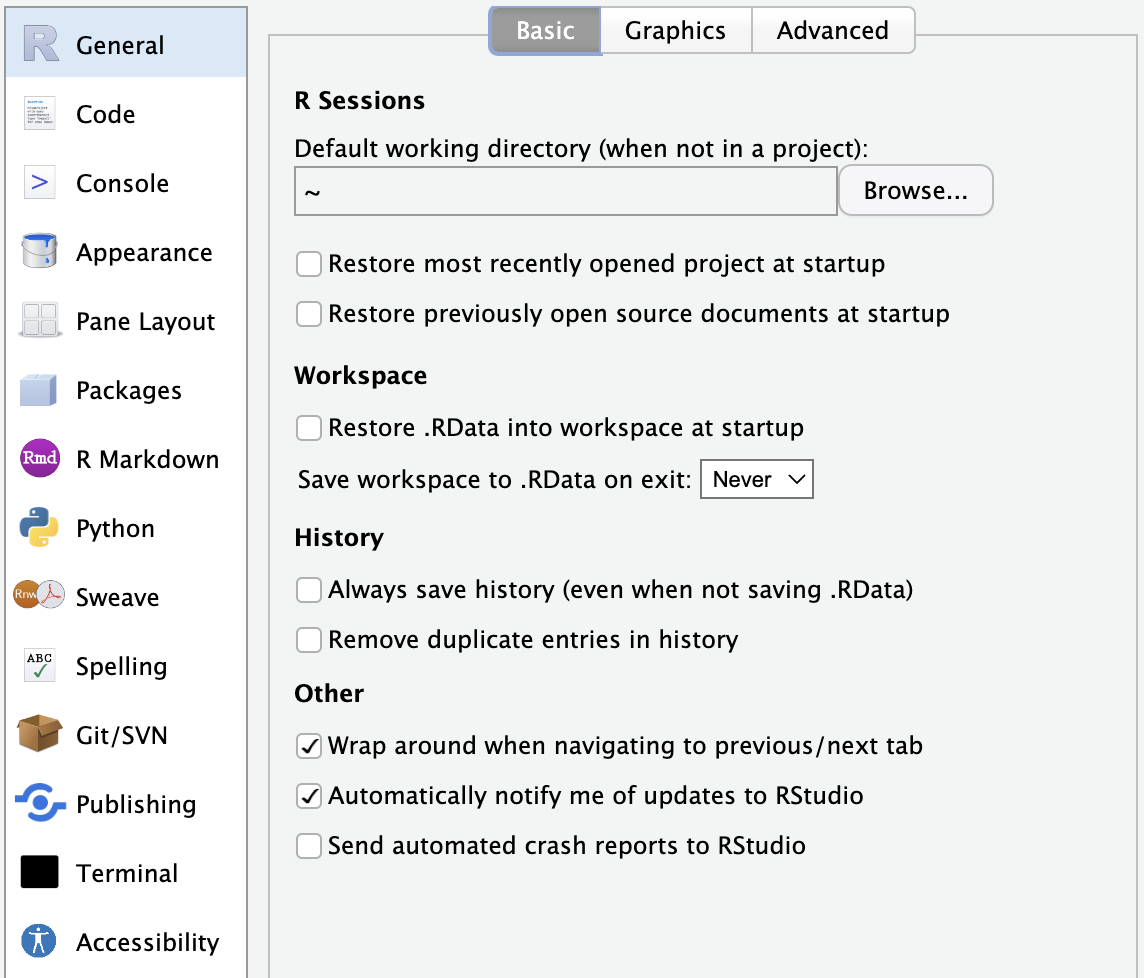 General
Code
Console
Appearance
Pane Layout
Packages
Rmd
R Markdown
Python
Rnw
Sweave
ABC
Spelling
Git/SVN
Publishing
Terminal
Accessibility
Basic
Graphics
Advanced
R Sessions
Default working directory (when not in a project):
~
Browse...
Restore most recently opened project at startup
Restore previously open source documents at startup
Workspace
Restore .RData into workspace at startup
Save workspace to .RData on exit: Never
History
Always save history (even when not saving .RData)
Remove duplicate entries in history
Other
Wrap around when navigating to previous/next tab
Automatically notify me of updates to RStudio
Send automated crash reports to RStudio